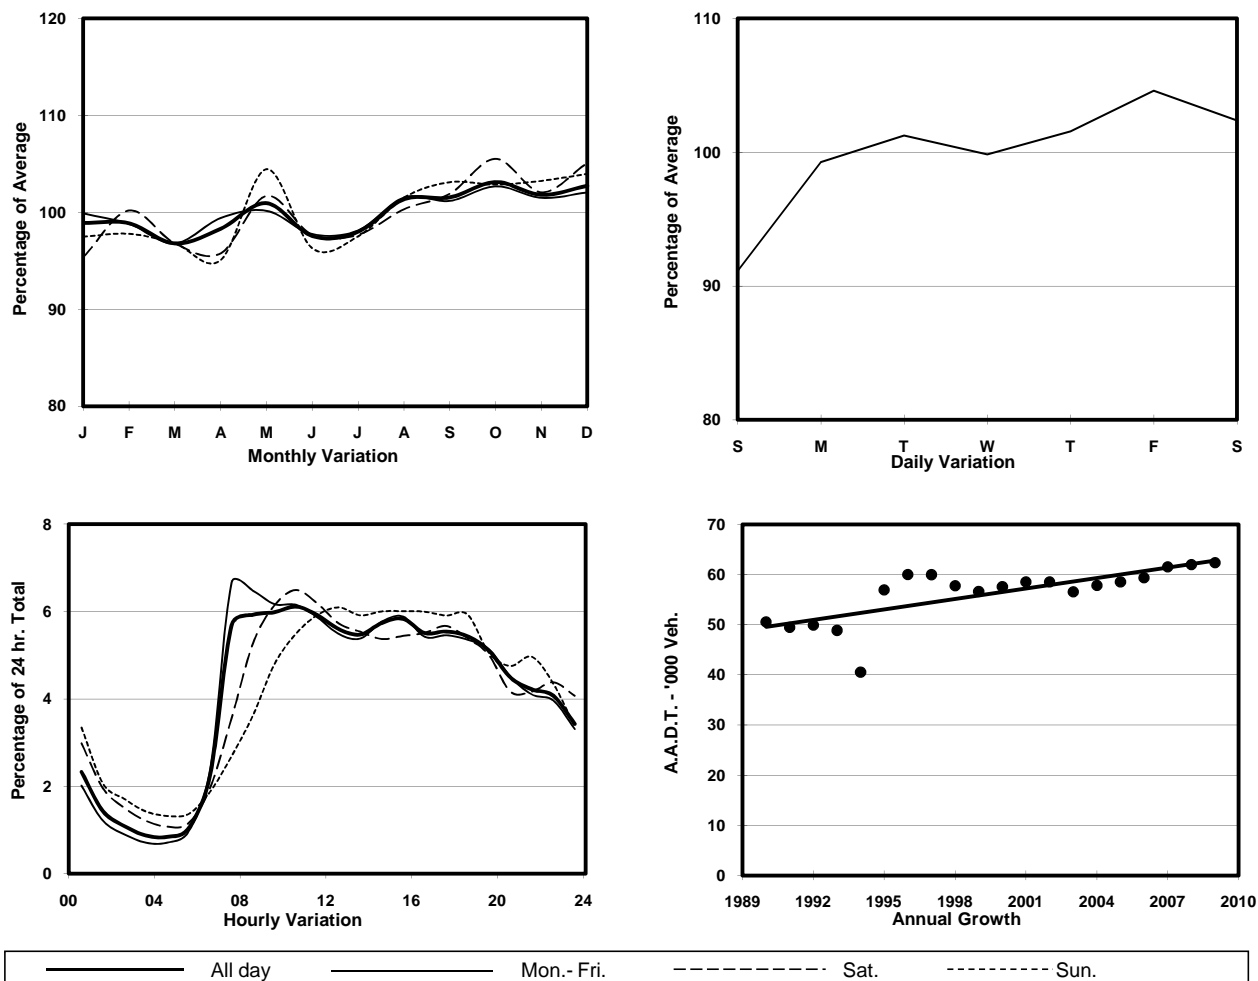 120
110
100
90
80
Percentage of Average
J F M A M J J A S O N D
Monthly Variation
110
100
90
80
Percentage of Average
S M T W T F S
Daily Variation
8
6
4
2
0
Percentage of 24 hr. Total
00 04 08 12 16 20 24
Hourly Variation
70
60
50
40
30
20
10
0
A.A.D.T. - '000 Veh.
1989 1992 1995 1998 2001 2004 2007 2010
Annual Growth
All day Mon.- Fri. Sat. Sun.